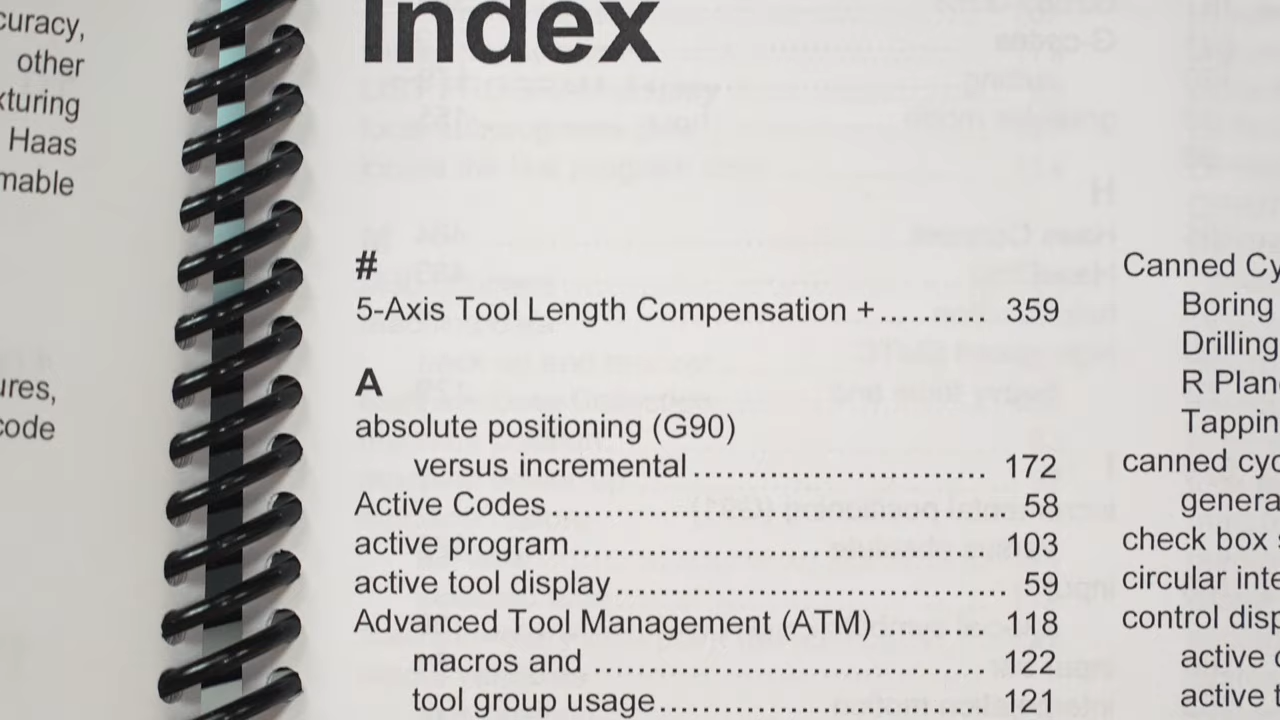 curacy,
other
xturing
Haas
mable
ures,
code
Index
#
5-Axis Tool Length Compensation +.......... 359
A
absolute positioning (G90)
versus incremental.............................. 172
Active Codes............................................. 58
active program.......................................... 103
active tool display..................................... 59
Advanced Tool Management (ATM).......... 118
macros and ...................................... 122
tool group usage................................ 121
Canned Cy
Boring
Drilling
R Plan
Tappin
canned cyc
genera
check box s
circular inte
control disp
active c
active t